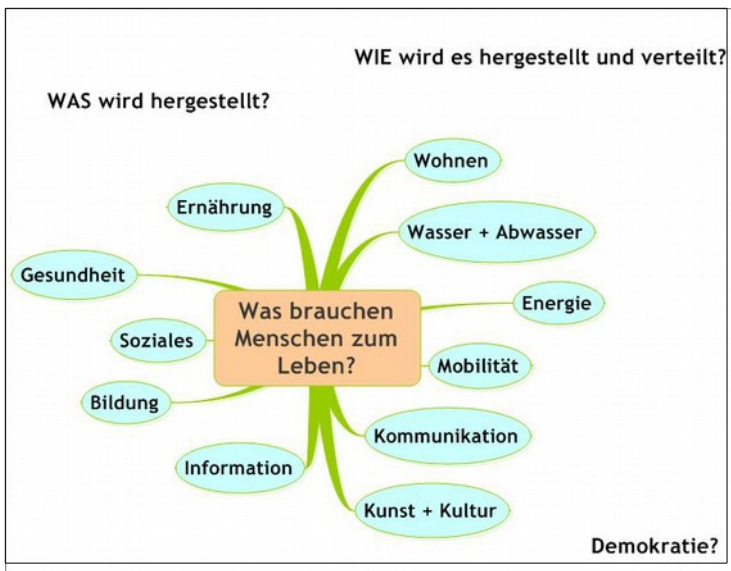 WIE wird es hergestellt und verteilt?
WAS wird hergestellt?
Wohnen
Ernährung
Wasser + Abwasser
Gesundheit
Energie
Was brauchen
Menschen zum
Leben?
Soziales
Mobilität
Bildung
Kommunikation
Information
Kunst + Kultur
Demokratie?